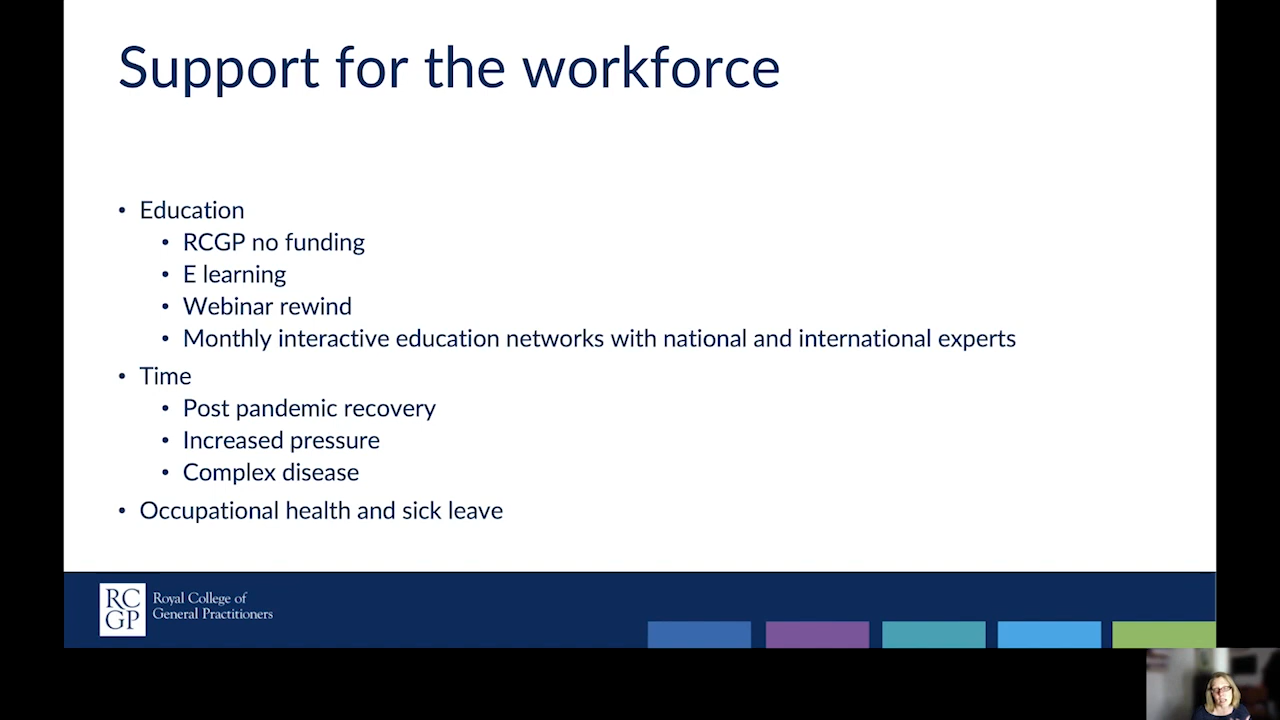 Support for the workforce
• Education
• RCGP no funding
• E learning
• Webinar rewind
• Monthly interactive education networks with national and international experts
• Time
• Post pandemic recovery
• Increased pressure
• Complex disease
• Occupational health and sick leave
RC
GP
Royal College of
General Practitioners